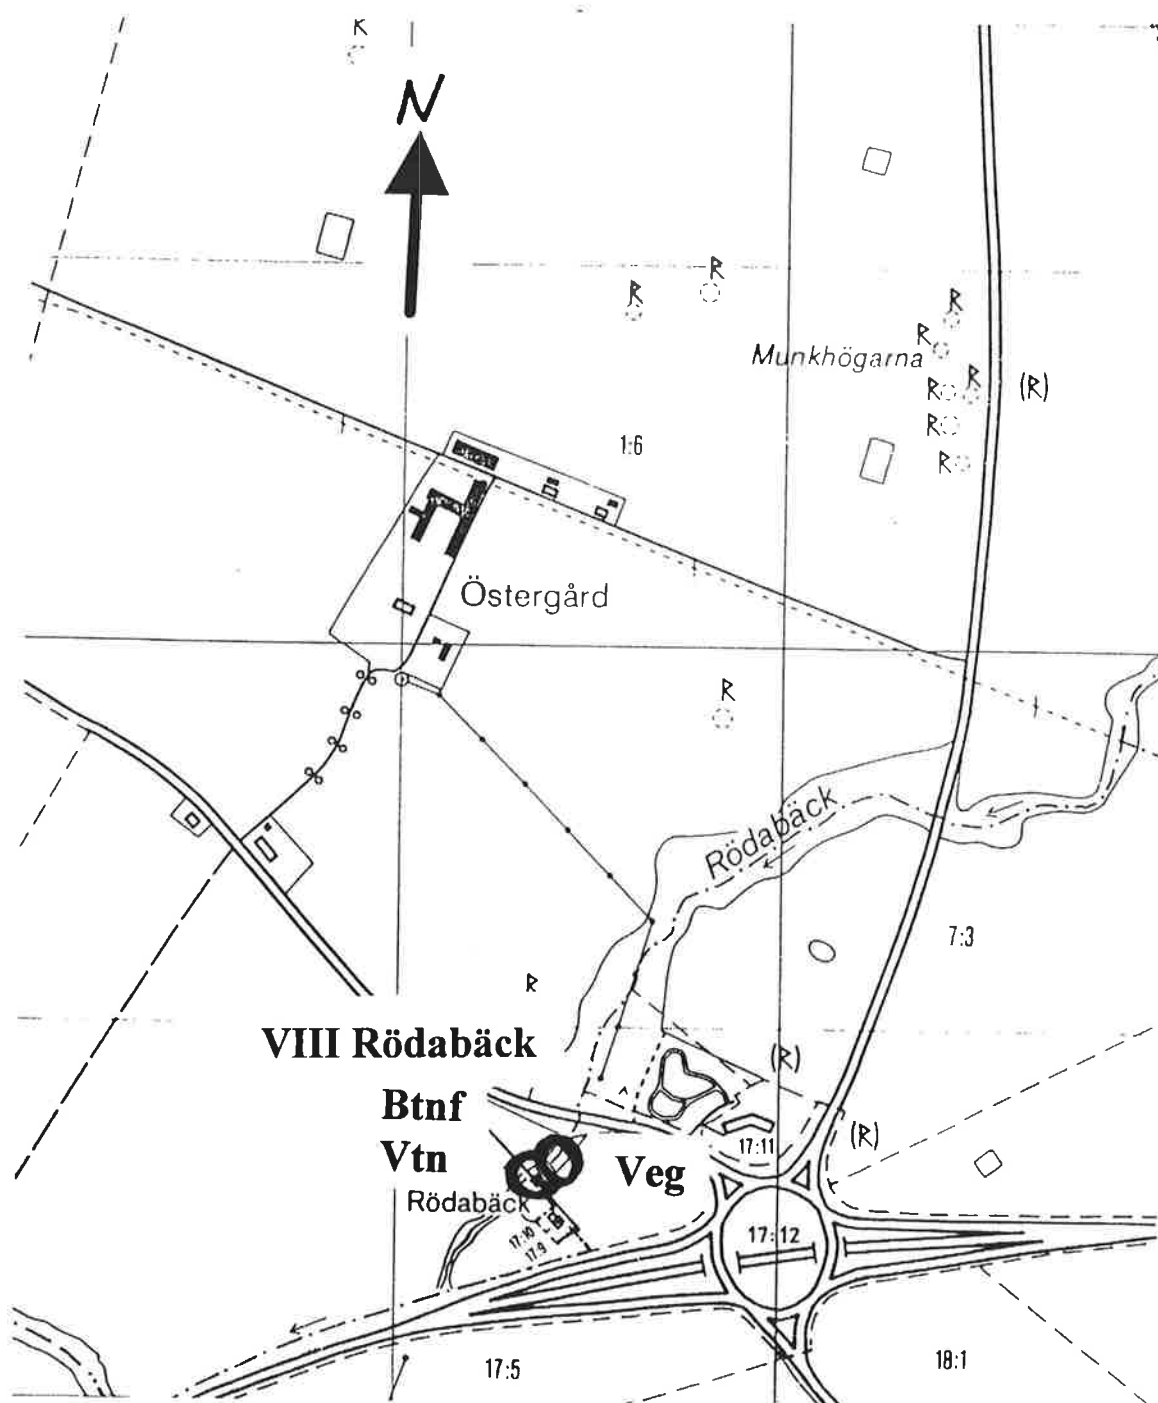 R
N
R
R
R
R
Munkhögarna
R
R
(R)
R
1:6
R
Östergård
R
Rödabäck
7:3
R
VIII Rödabäck
(R)
Btnf
(R)
17:11
Vtn
Veg
Rödabäck
17:10
17:9
17:12
17:5
18:1